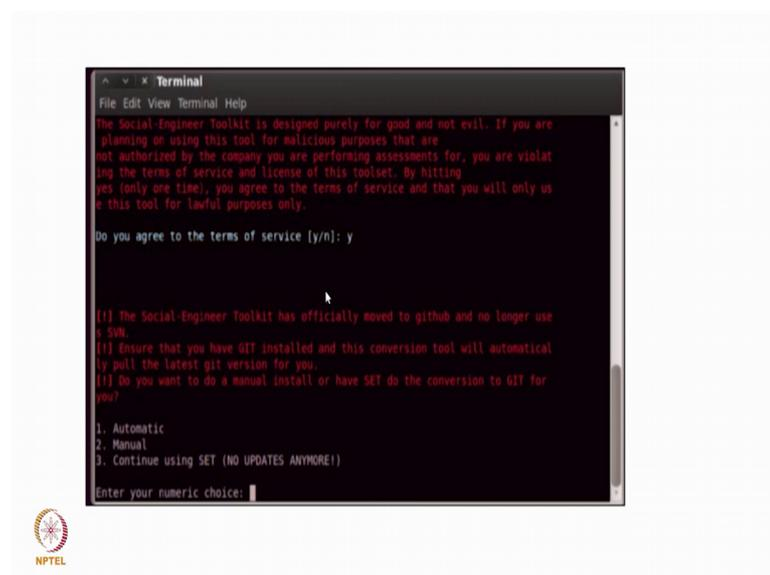 Terminal
File Edit View Terminal Help
The Social-Engineer Toolkit is designed purely for good and not evil. If you are
planning on using this tool for malicious purposes that are
not authorized by the company you are performing assessments for, you are violat
ing the terms of service and license of this toolset. By hitting
yes (only one time), you agree to the terms of service and that you will only us
e this tool for lawful purposes only.
Do you agree to the terms of service [y/n]: y
[!] The Social-Engineer Toolkit has officially moved to github and no longer use
s SVN.
[!] Ensure that you have GIT installed and this conversion tool will automatical
ly pull the latest git version for you.
[!] Do you want to do a manual install or have SET do the conversion to GIT for
you?
1. Automatic
2. Manual
3. Continue using SET (NO UPDATES ANYMORE!)
Enter your numeric choice:
NPTEL